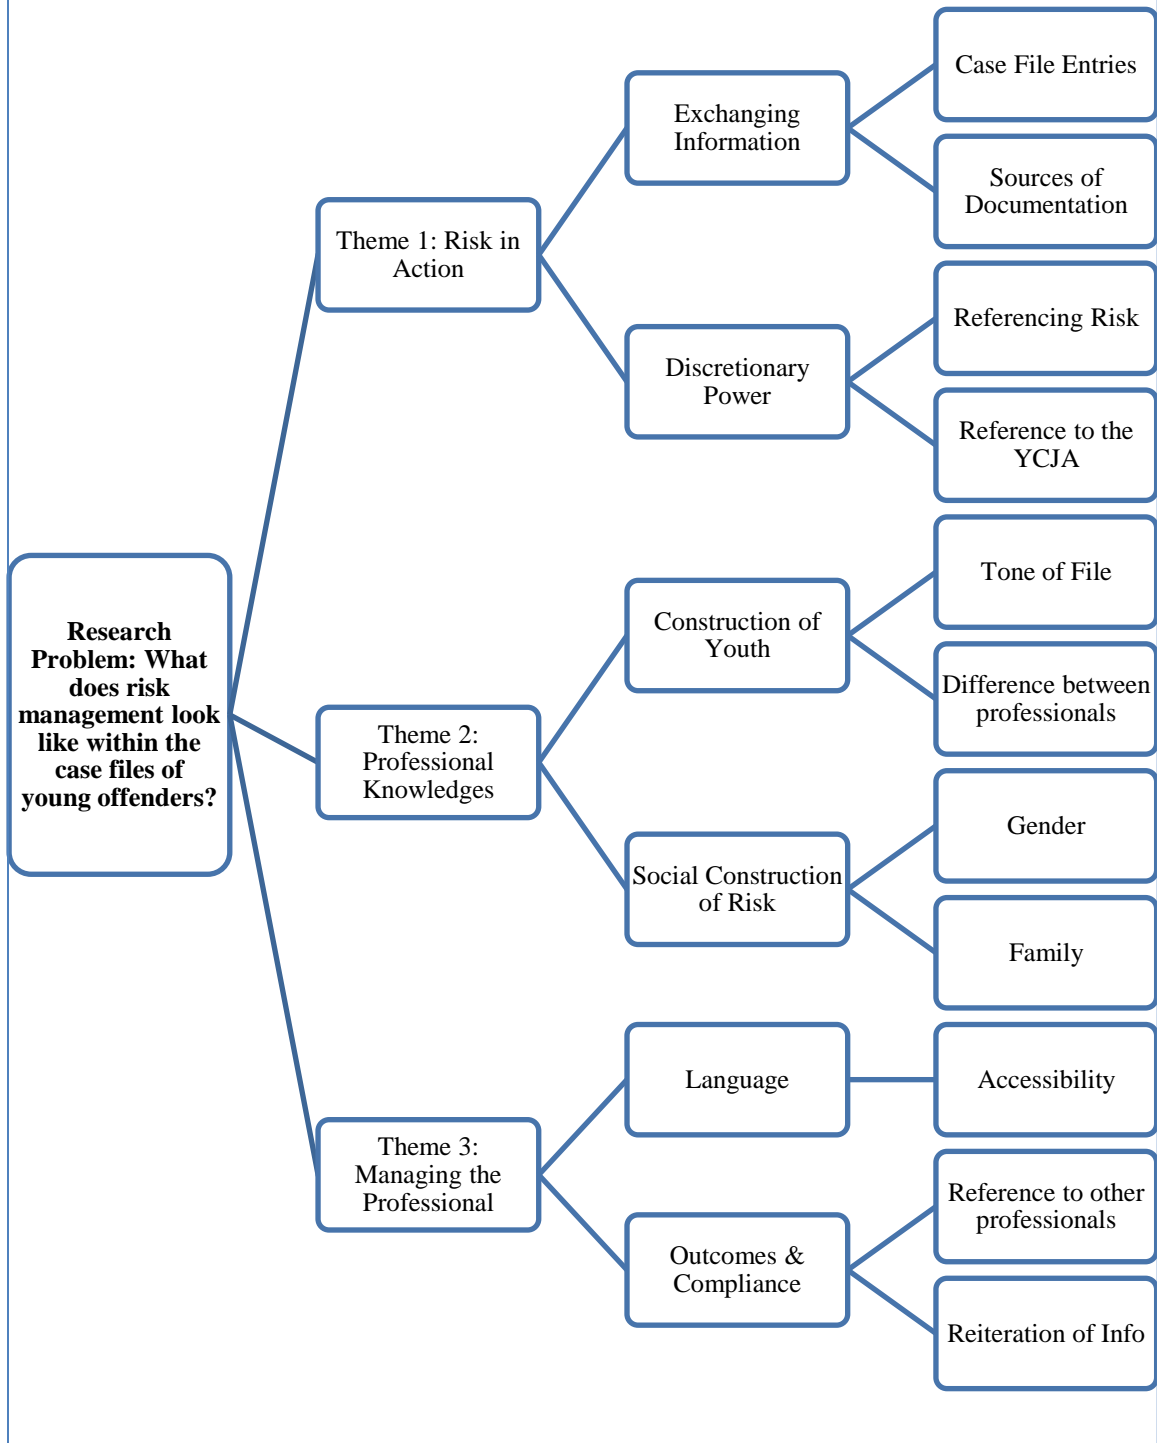 Research
Problem: What
does risk
management look
like within the
case files of
young offenders?
Theme 1: Risk in
Action
Exchanging
Information
Case File Entries
Sources of
Documentation
Discretionary
Power
Referencing Risk
Reference to the
YCJA
Theme 2:
Professional
Knowledges
Construction of
Youth
Tone of File
Difference between
professionals
Social Construction
of Risk
Gender
Family
Theme 3:
Managing the
Professional
Language
Accessibility
Outcomes &
Compliance
Reference to other
professionals
Reiteration of Info